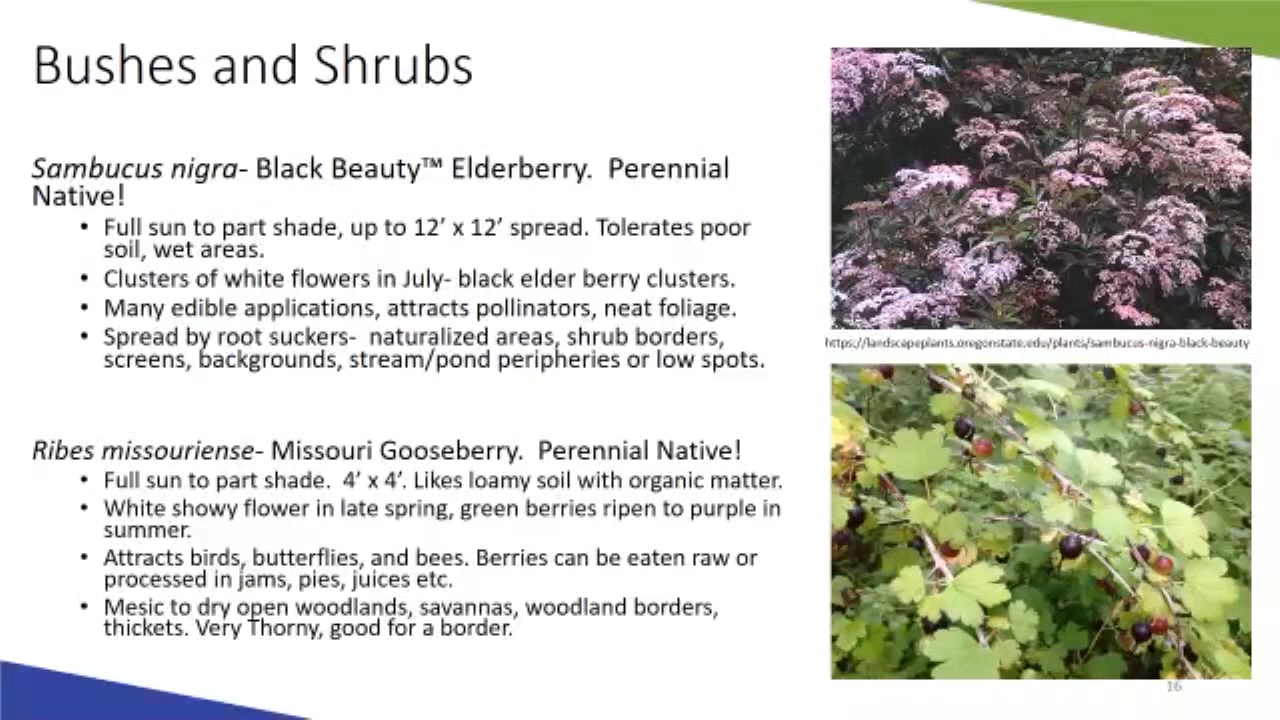 Bushes and Shrubs
Sambucus nigra- Black Beauty™ Elderberry.  Perennial
Native!
• Full sun to part shade, up to 12’ x 12’ spread. Tolerates poor
soil, wet areas.
• Clusters of white flowers in July- black elder berry clusters.
• Many edible applications, attracts pollinators, neat foliage.
• Spread by root suckers-  naturalized areas, shrub borders,
screens, backgrounds, stream/pond peripheries or low spots.
https://landscapeplants.oregonstate.edu/plants/sambucus-nigra-black-beauty
Ribes missouriense- Missouri Gooseberry.  Perennial Native!
• Full sun to part shade.  4’ x 4’. Likes loamy soil with organic matter.
• White showy flower in late spring, green berries ripen to purple in
summer.
• Attracts birds, butterflies, and bees. Berries can be eaten raw or
processed in jams, pies, juices etc.
• Mesic to dry open woodlands, savannas, woodland borders,
thickets. Very Thorny, good for a border.
16